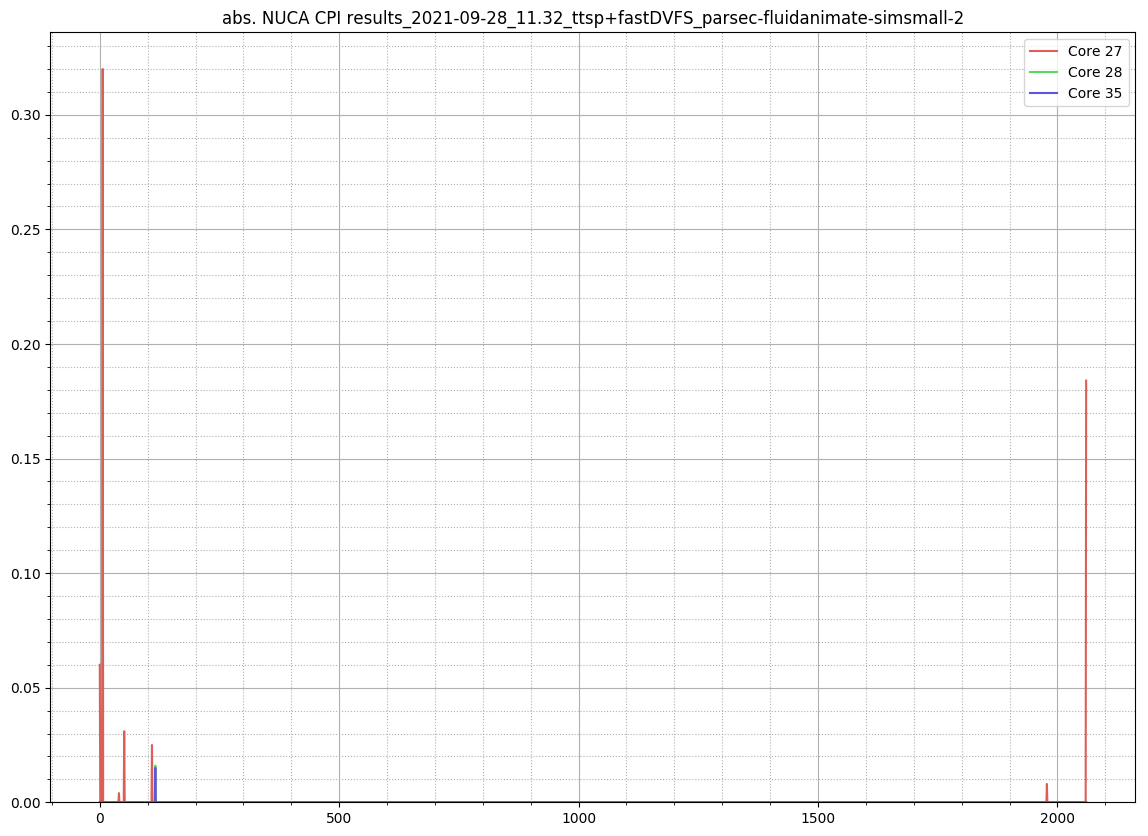 abs. NUCA CPI results_2021-09-28_11.32_ttsp+fastDVFS_parsec-fluidanimate-simsmall-2
Core 27
Core 28
Core 35
0.30
0.25
0.20
0.15
0.10
0.05
0.00
0 500 1000 1500 2000